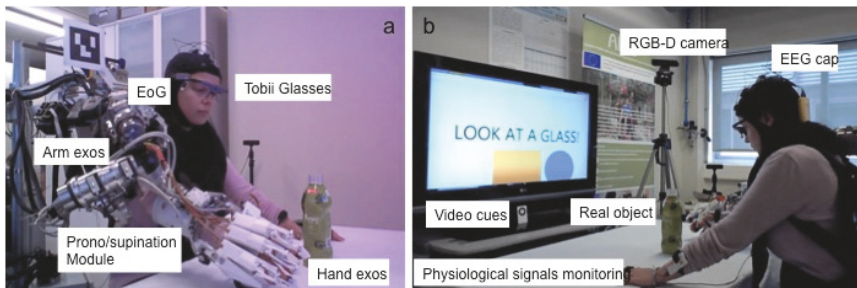 a
EoG
Tobii Glasses
Arm exos
Prono/supination
Module
Hand exos
b
RGB-D camera
EEG cap
LOOK AT A GLASS!
Video cues
Real object
Physiological signals monitoring